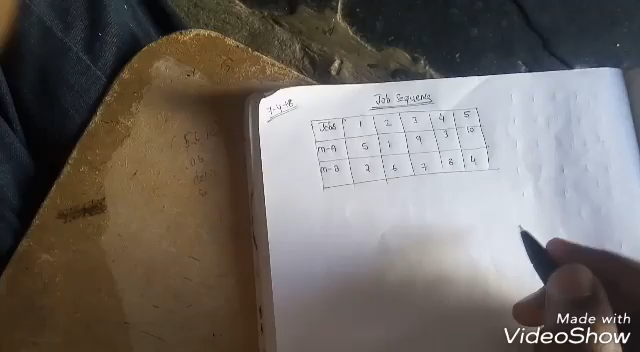 7-4-18
Job Sequence
Jobs 1 2 3 4 5
m-A 5 1 9 3 10
m-B 2 6 7 8 4
Made with
VideoShow